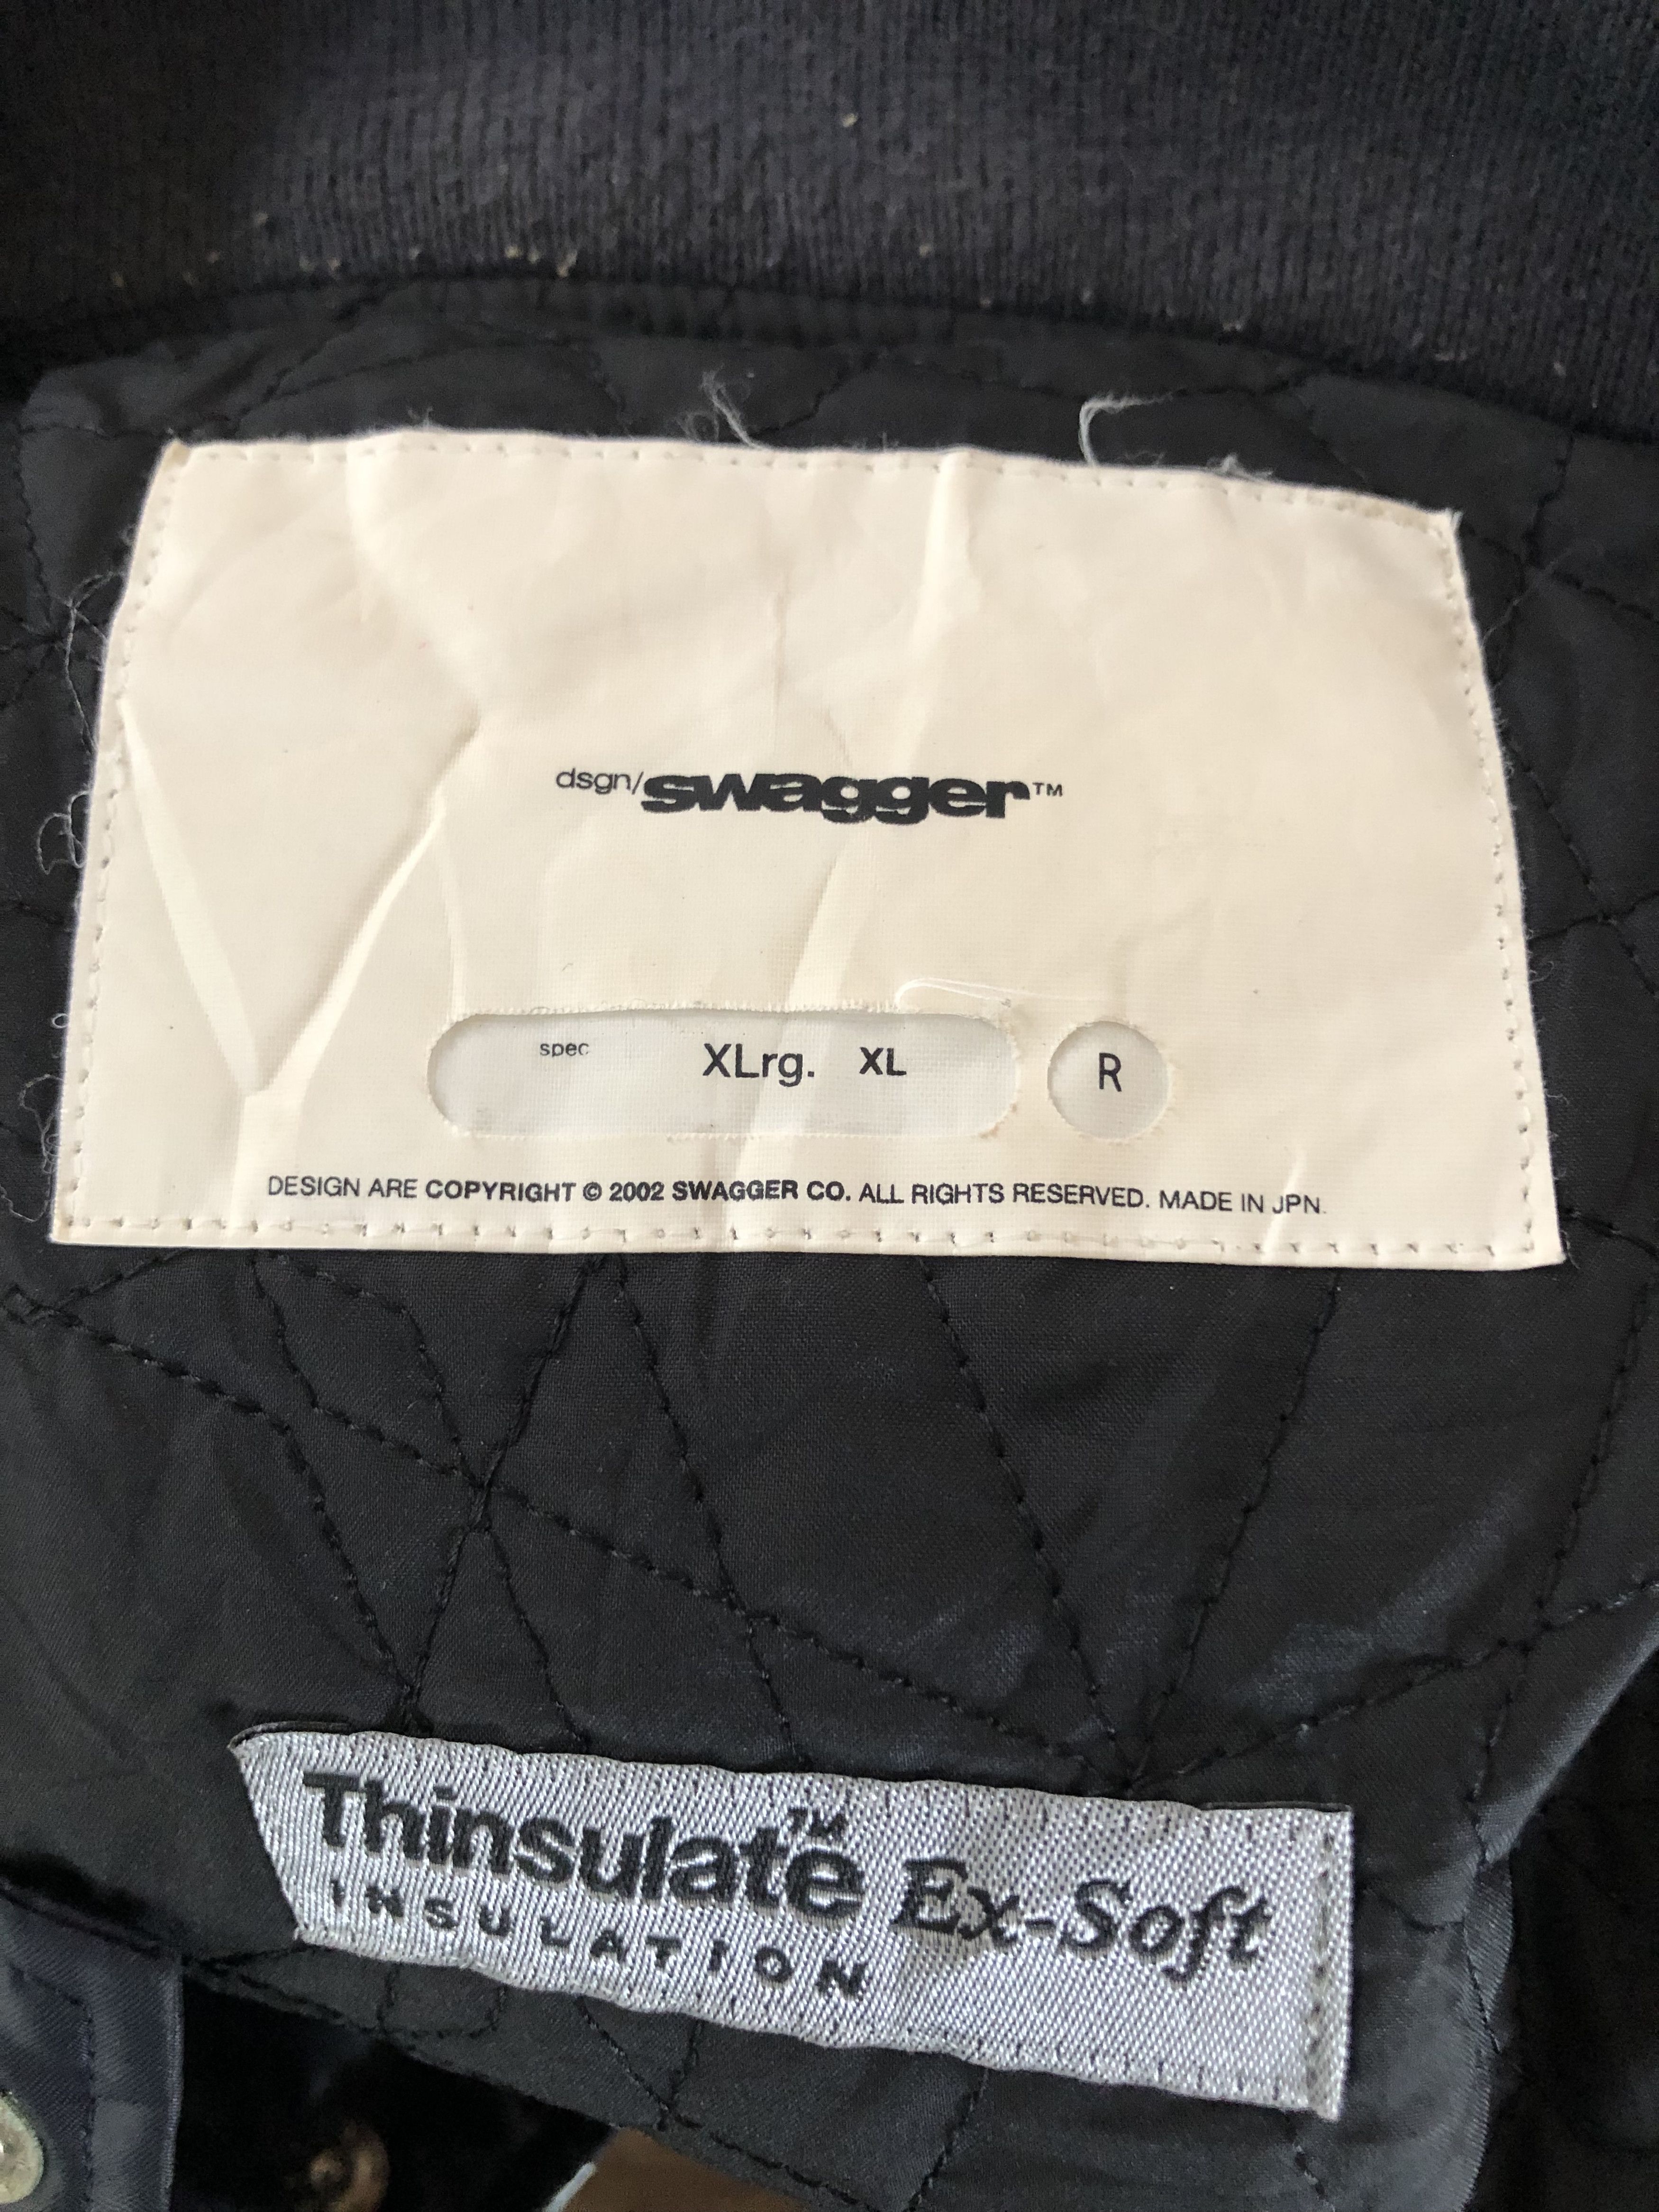 dsgn/swagger™
spec XLrg. XL R
DESIGN ARE COPYRIGHT © 2002 SWAGGER CO. ALL RIGHTS RESERVED. MADE IN JPN.
Thinsulate™ Ex-Soft
INSULATION